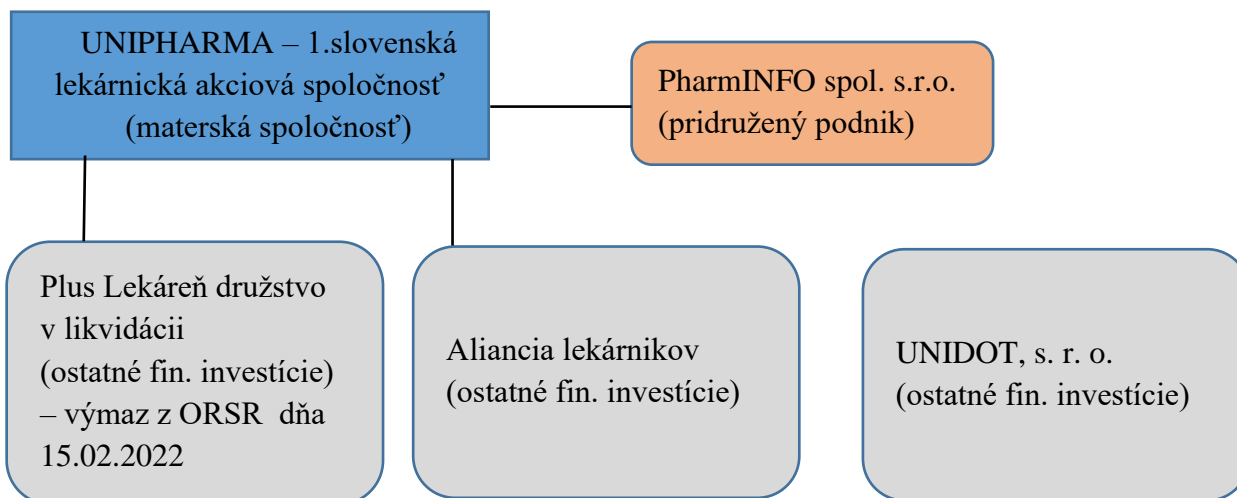 UNIPHARMA – 1.slovenská
lekárnická akciová spoločnosť
(materská spoločnosť)
PharmINFO spol. s.r.o.
(pridružený podnik)
Plus Lekáreň družstvo
v likvidácii
(ostatné fin. investície)
– výmaz z ORSR dňa
15.02.2022
Aliancia lekárnikov
(ostatné fin. investície)
UNIDOT, s. r. o.
(ostatné fin. investície)